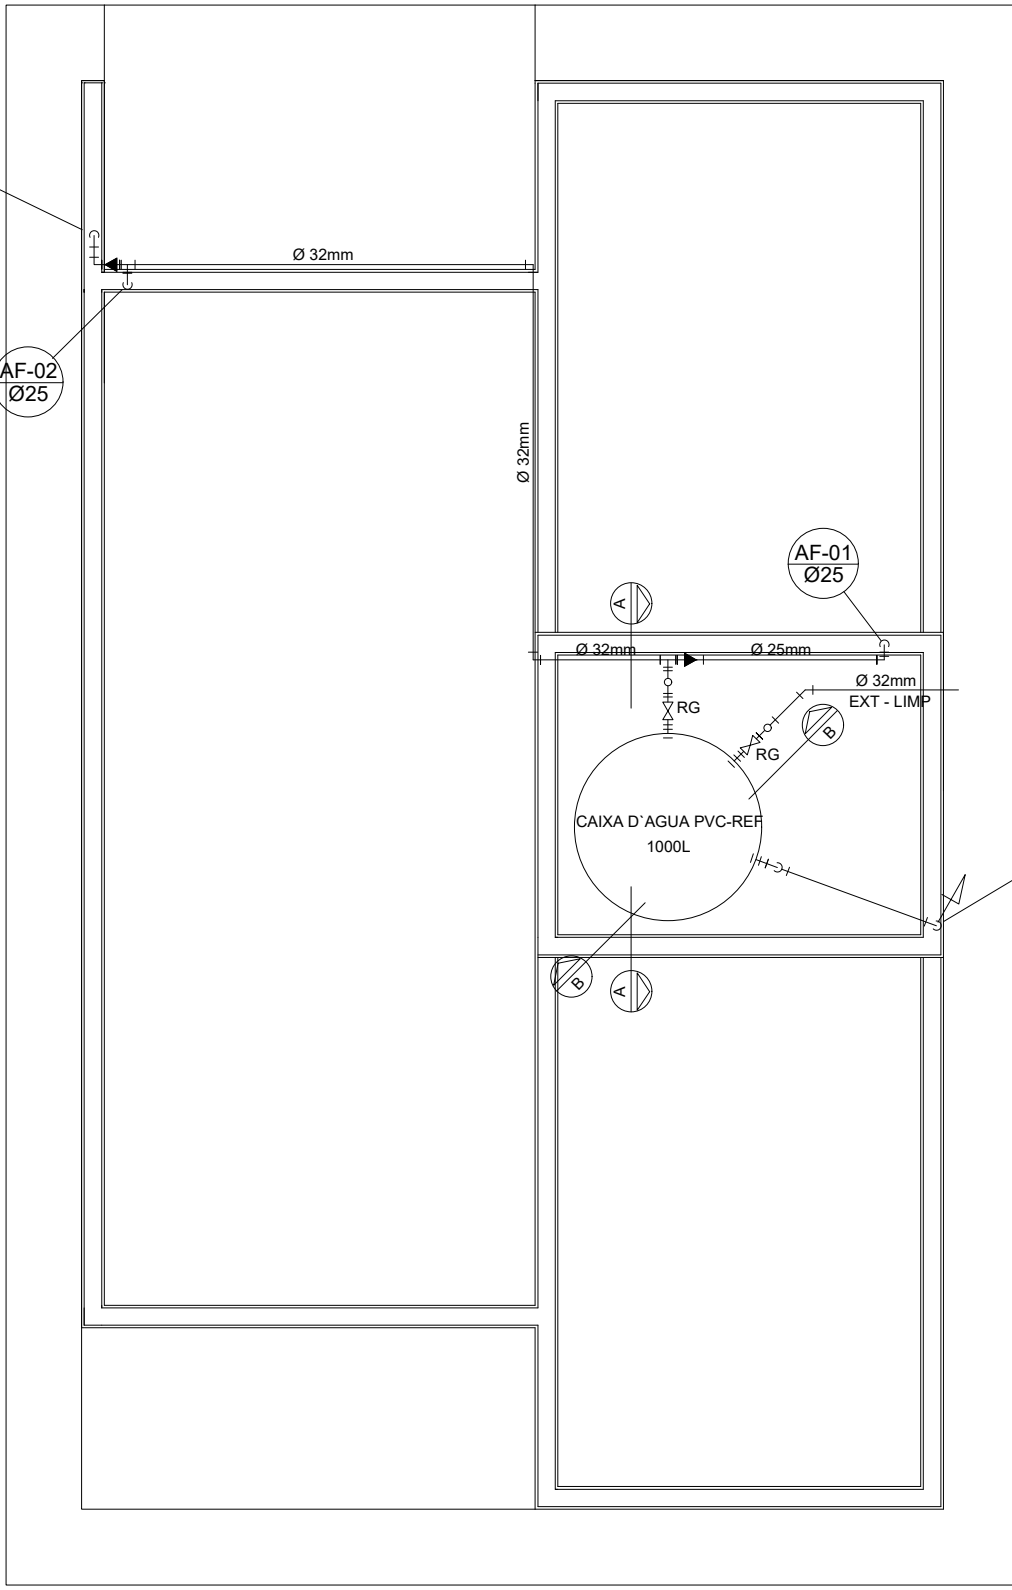 Ø 32mm
AF-02
Ø25
Ø 32mm
AF-01
Ø25
A
Ø 32mm
Ø 25mm
Ø 32mm
EXT - LIMP
RG
B
RG
CAIXA D`AGUA PVC-REF
1000L
B
A